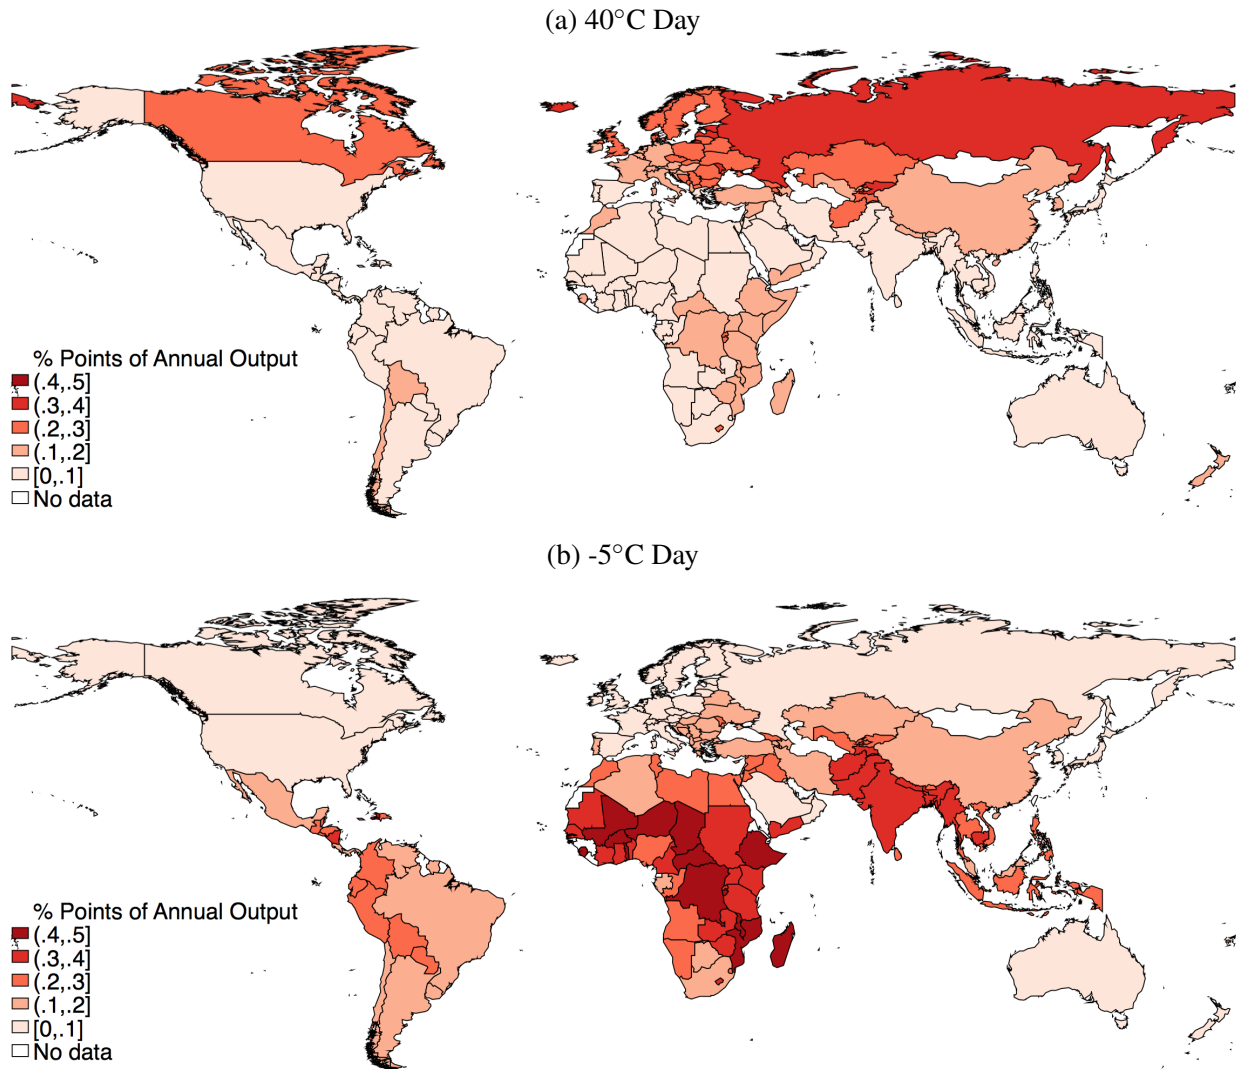 (a) 40°C Day
% Points of Annual Output
(.4,.5]
(.3,.4]
(.2,.3]
(.1,.2]
[0,.1]
No data
(b) -5°C Day
% Points of Annual Output
(.4,.5]
(.3,.4]
(.2,.3]
(.1,.2]
[0,.1]
No data